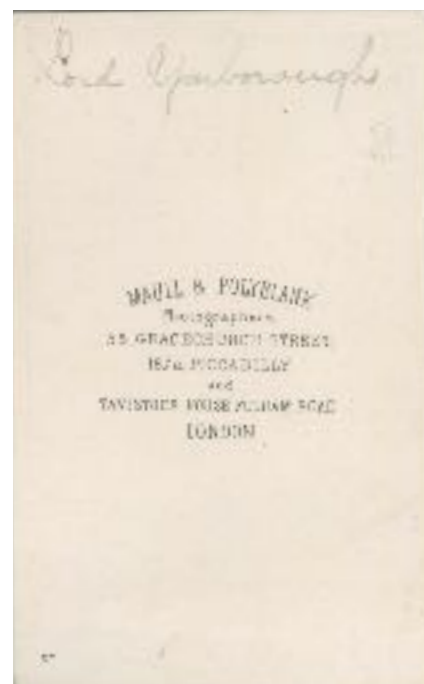 Lord Yarborough
MAULL & POLYBLANK
Photographers
55 GRACECHURCH STREET
187A PICCADILLY
and
TAVISTOCK HOUSE FULHAM ROAD
LONDON